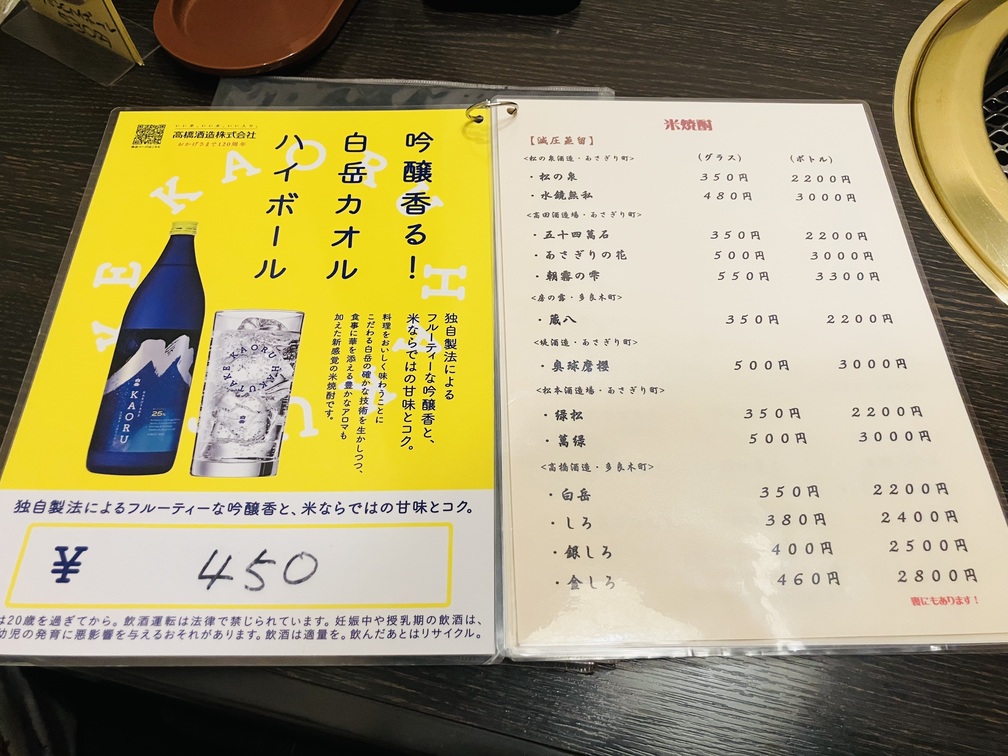 高橋酒造株式会社
おかげさまで120周年
吟醸香る!
白岳カオル
ハイボール
KAORU
独自製法による
フルーティーな吟醸香と、
米ならではの甘味とコク。
料理をおいしく味わうことに
こだわる白岳の確かな技術を生かしつつ、
食事に華を添える豊かなアロマも
加えた新感覚の米焼酎です。
KAORU
25%
独自製法によるフルーティーな吟醸香と、米ならではの甘味とコク。
¥ 450
は20歳を過ぎてから。飲酒運転は法律で禁じられています。妊娠中や授乳期の飲酒は、
幼児の発育に悪影響を与えるおそれがあります。飲酒は適量を。飲んだあとはリサイクル。
米焼酎
【減圧蒸留】
<松の泉酒造・あさぎり町> (グラス) (ボトル)
・松の泉 350円 2200円
・水鏡無私 480円 3000円
<高田酒造場・あさぎり町>
・五十四萬石 350円 2200円
・あさぎりの花 500円 3000円
・朝霧の雫 550円 3300円
<房の露・多良木町>
・蔵八 350円 2200円
<堤酒造・あさぎり町>
・奥球磨櫻 500円 3000円
<松本酒造場・あさぎり町>
・緑松 350円 2200円
・萬緑 500円 3000円
<高橋酒造・多良木町>
・白岳 350円 2200円
・しろ 380円 2400円
・銀しろ 400円 2500円
・金しろ 460円 2800円
裏にもあります!